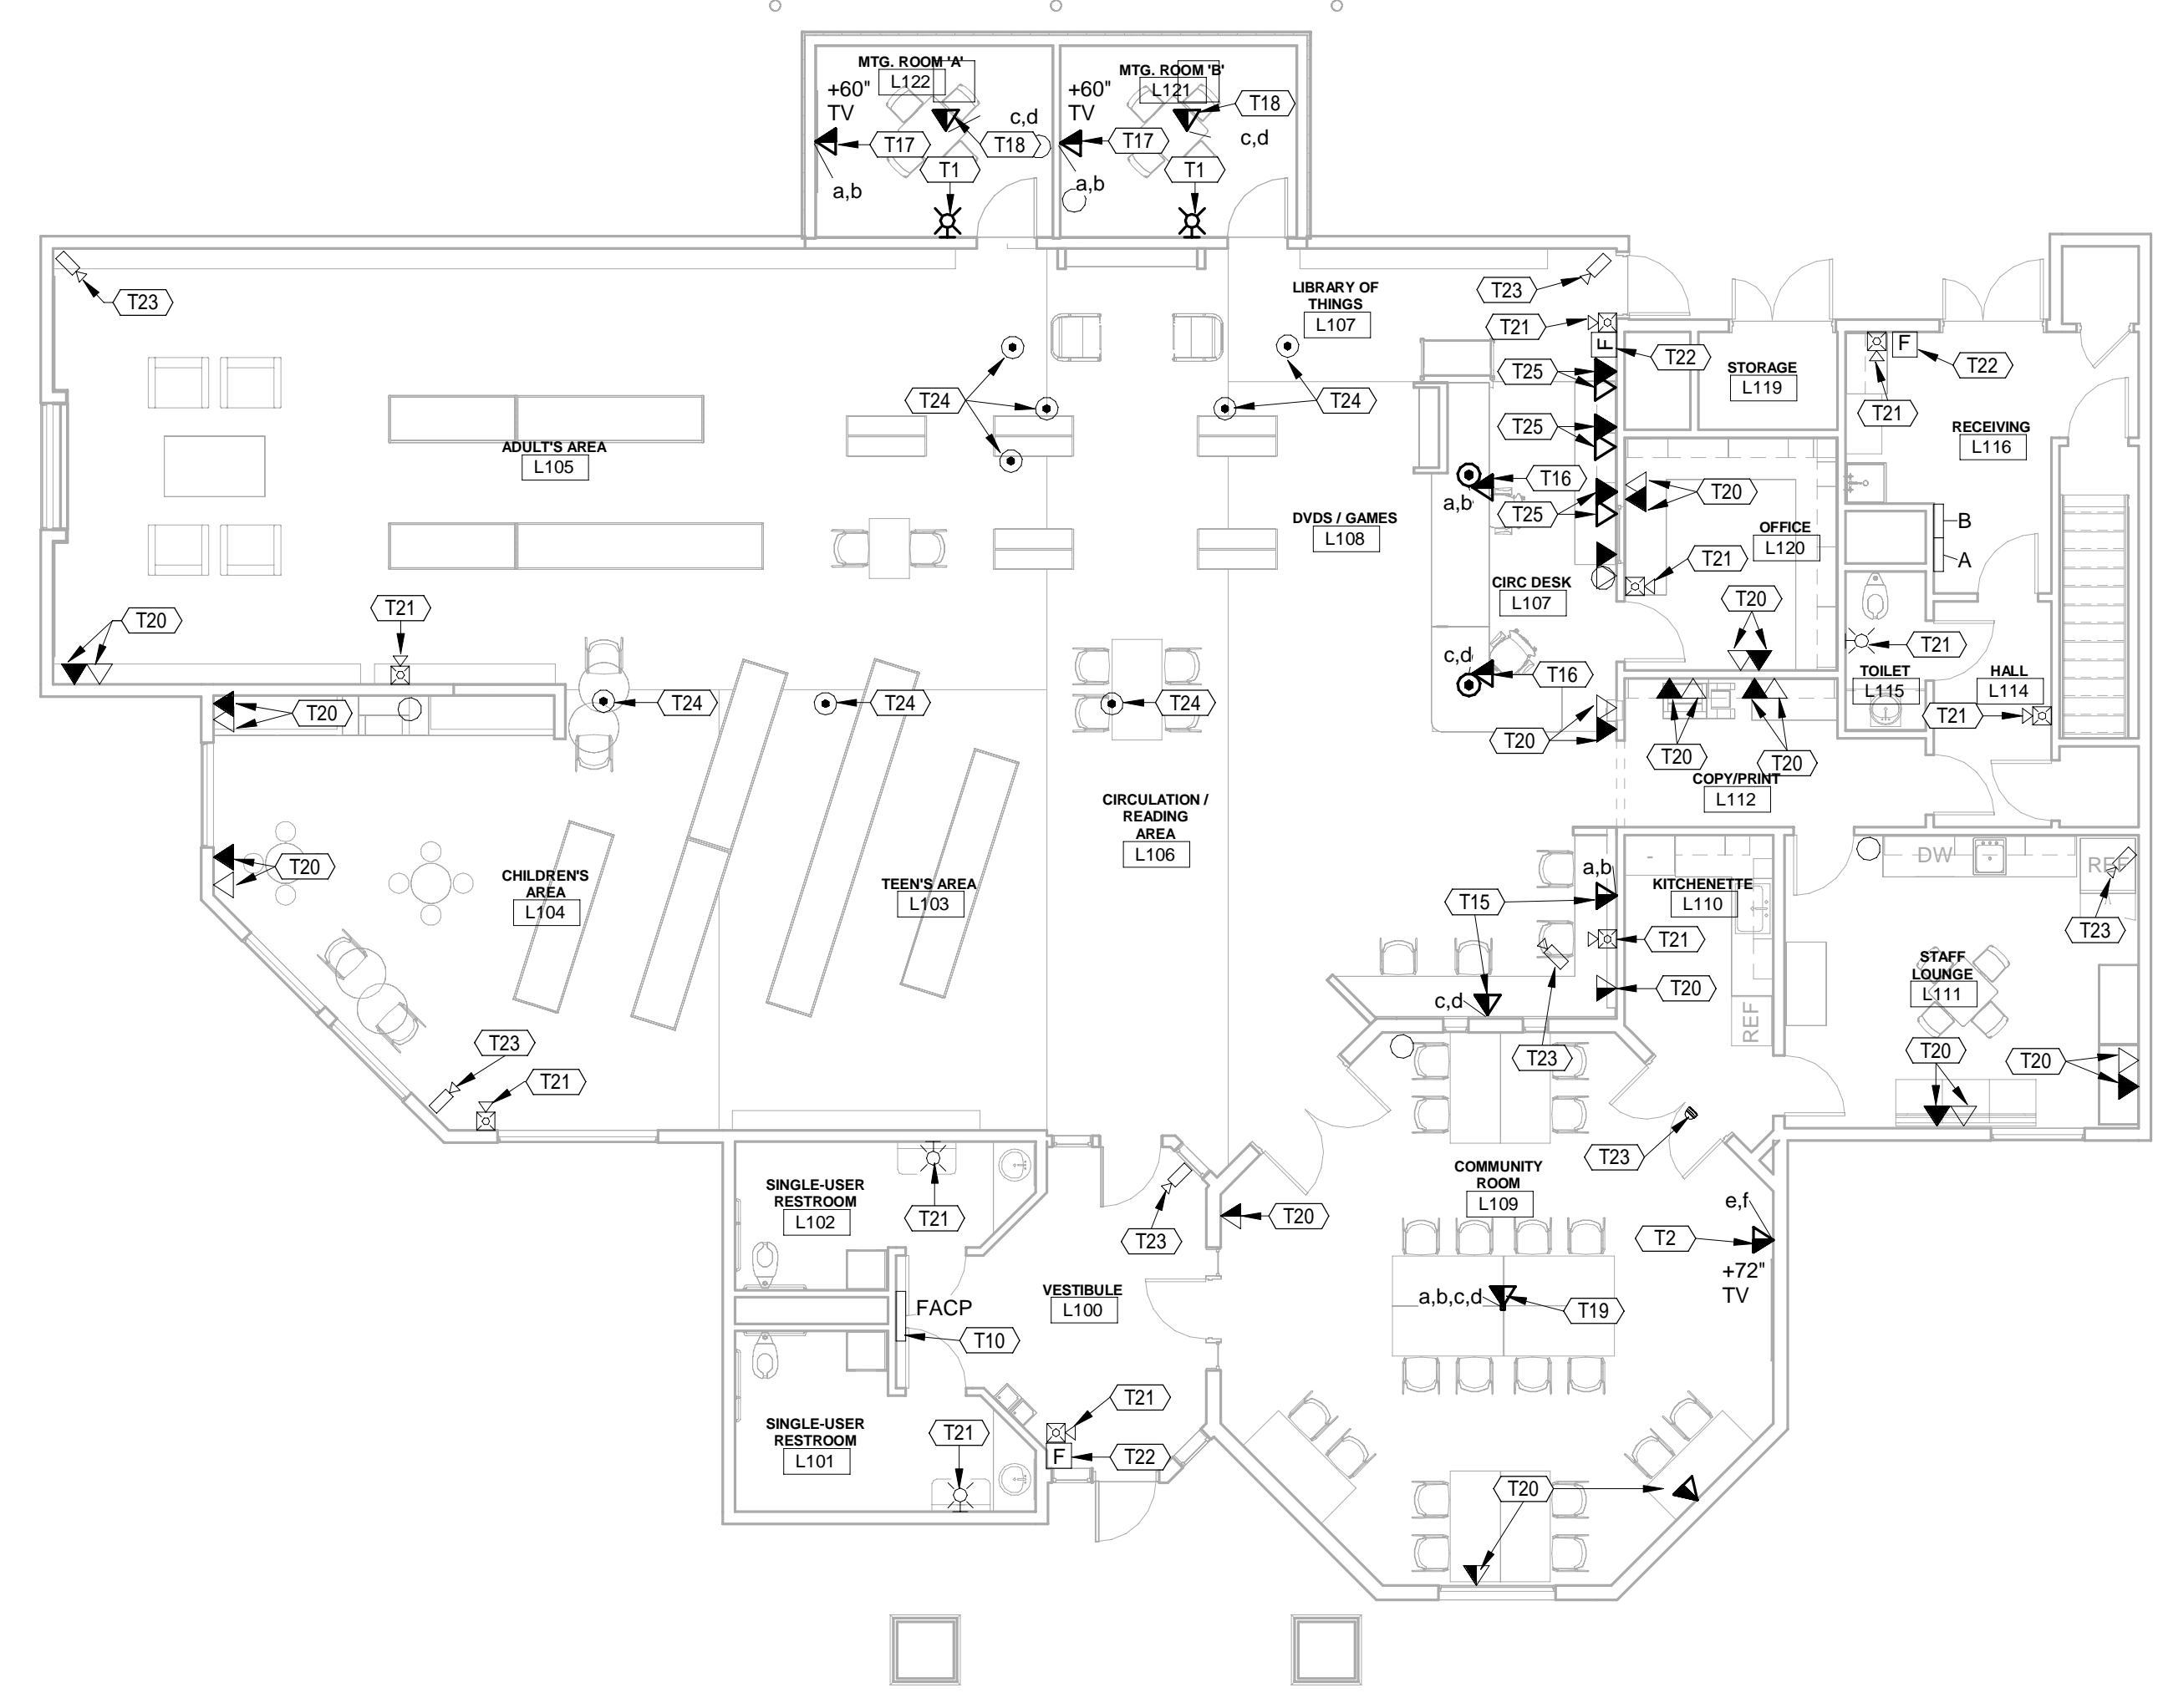 MTG. ROOM 'A'
L122
+60"
TV
c,d
T17
T18
T1
a,b
MTG. ROOM 'B'
L121
+60"
TV
T18
c,d
T17
T1
a,b
T23
LIBRARY OF
THINGS
L107
T23
T21
F
T22
STORAGE
L119
F
T22
T21
RECEIVING
L116
T25
T24
T24
T25
ADULT'S AREA
L105
T16
a,b
T20
T25
DVDS / GAMES
L108
OFFICE
L120
B
A
T21
CIRC DESK
L107
T20
T21
T20
T21
TOILET
L115
HALL
L114
c,d
T16
T20
T24
T24
T24
T21
T20
T20
T20
COPY/PRINT
L112
CIRCULATION /
READING
AREA
L106
T20
CHILDREN'S
AREA
L104
TEEN'S AREA
L103
a,b
T15
KITCHENETTE
L110
DW
REF
T23
T21
STAFF
LOUNGE
L111
c,d
T20
REF
T23
T23
T21
T20
T20
T23
COMMUNITY
ROOM
L109
SINGLE-USER
RESTROOM
L102
T21
T23
T20
e,f
T2
+72"
TV
VESTIBULE
L100
FACP
T10
a,b,c,d
T19
T21
SINGLE-USER
RESTROOM
L101
T21
F
T22
T20